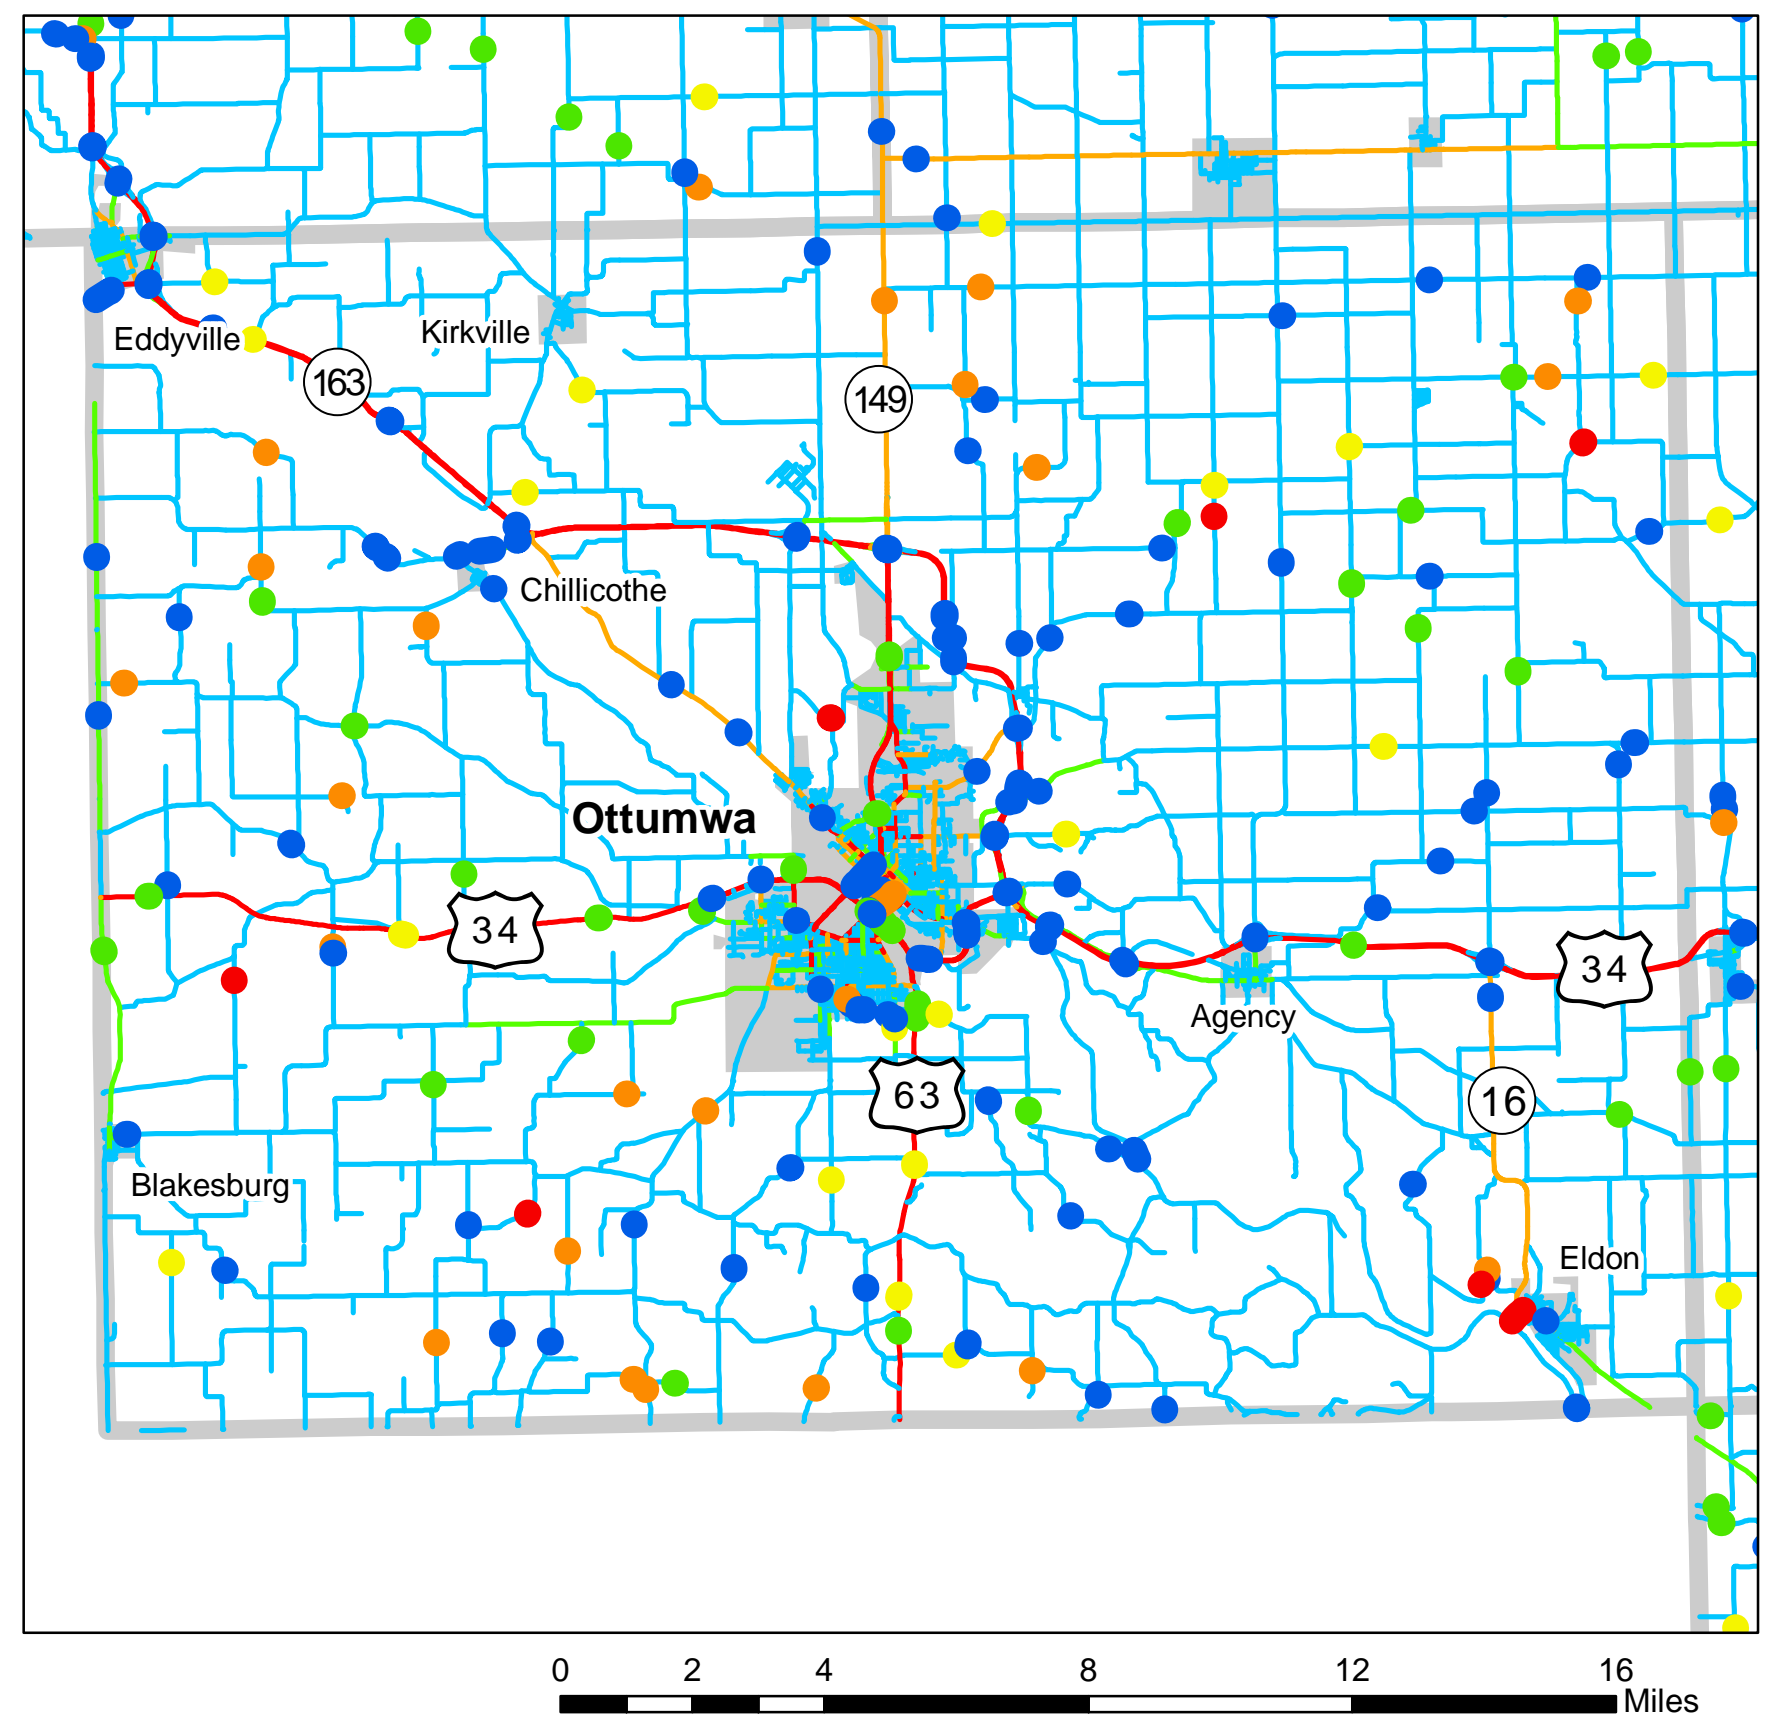 Eddyville
Kirkville
163
149
Chillicothe
Ottumwa
34
34
Agency
63
16
Blakesburg
Eldon
0 2 4 8 12 16
Miles